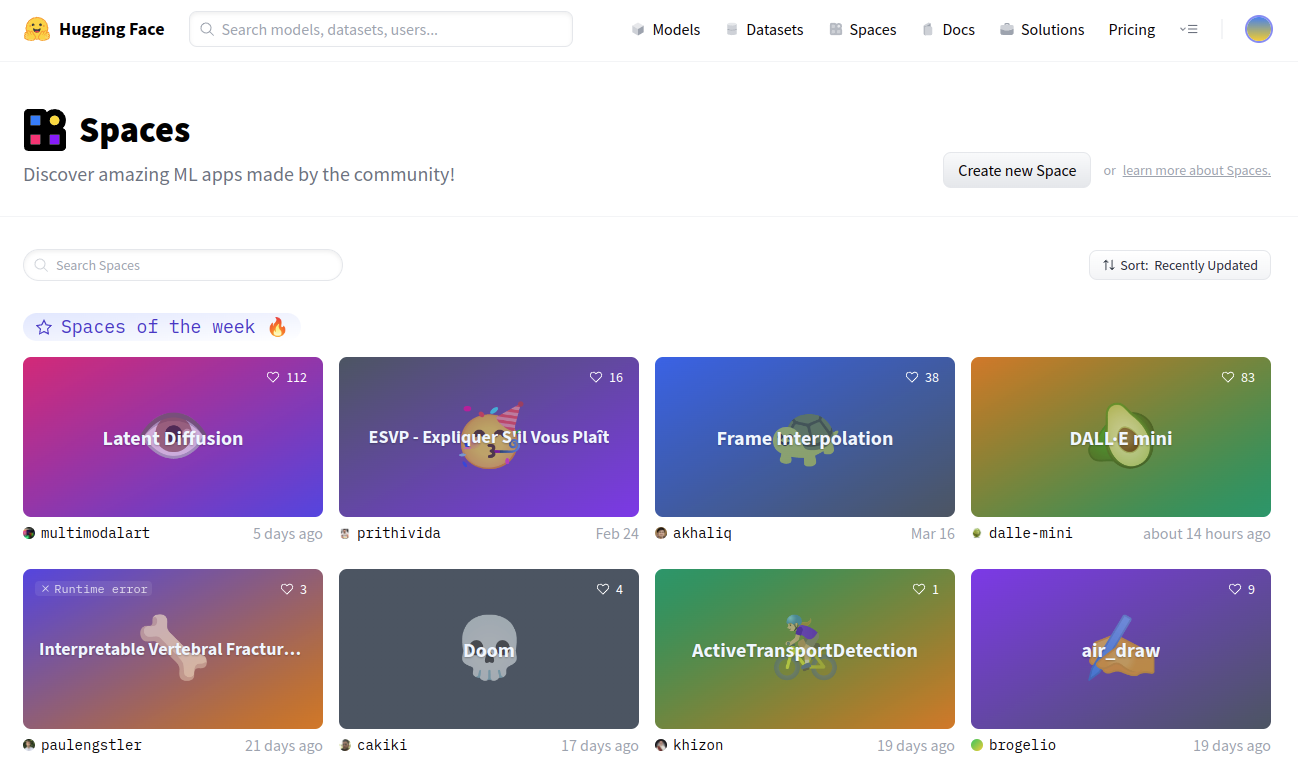 Hugging Face
Search models, datasets, users...
Models
Datasets
Spaces
Docs
Solutions
Pricing
Spaces
Discover amazing ML apps made by the community!
Create new Space
or learn more about Spaces.
Search Spaces
Sort: Recently Updated
Spaces of the week 🔥
112
Latent Diffusion
multimodalart
5 days ago
16
ESVP - Expliquer S'il Vous Plaît
prithivida
Feb 24
38
Frame Interpolation
akhaliq
Mar 16
83
DALL·E mini
dalle-mini
about 14 hours ago
Runtime error
3
Interpretable Vertebral Fractur...
paulengstler
21 days ago
4
Doom
cakiki
17 days ago
1
ActiveTransportDetection
khizon
19 days ago
9
air_draw
brogelio
19 days ago